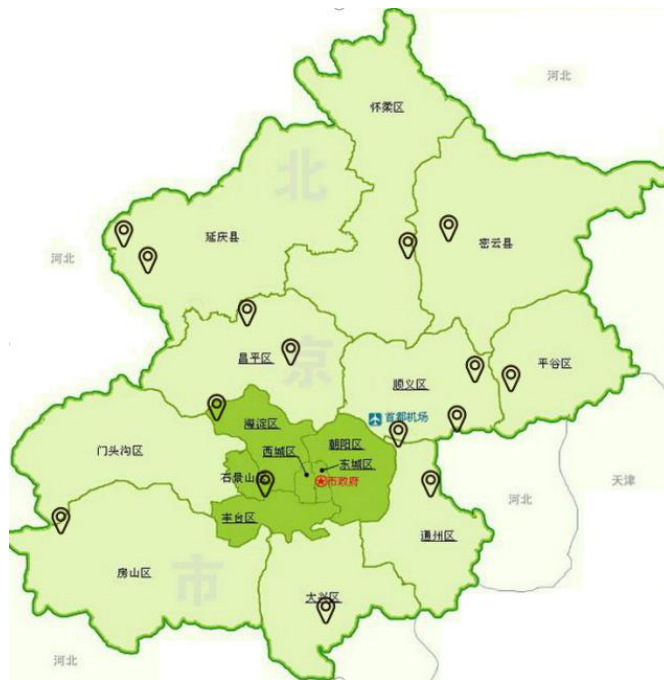 怀柔区
河北
北
延庆县
密云县
河北
昌平区
京
顺义区
平谷区
首都机场
海淀区
朝阳区
门头沟区
西城区
东城区
石景山区
市政府
天津
河北
丰台区
通州区
房山区
市
大兴区
河北